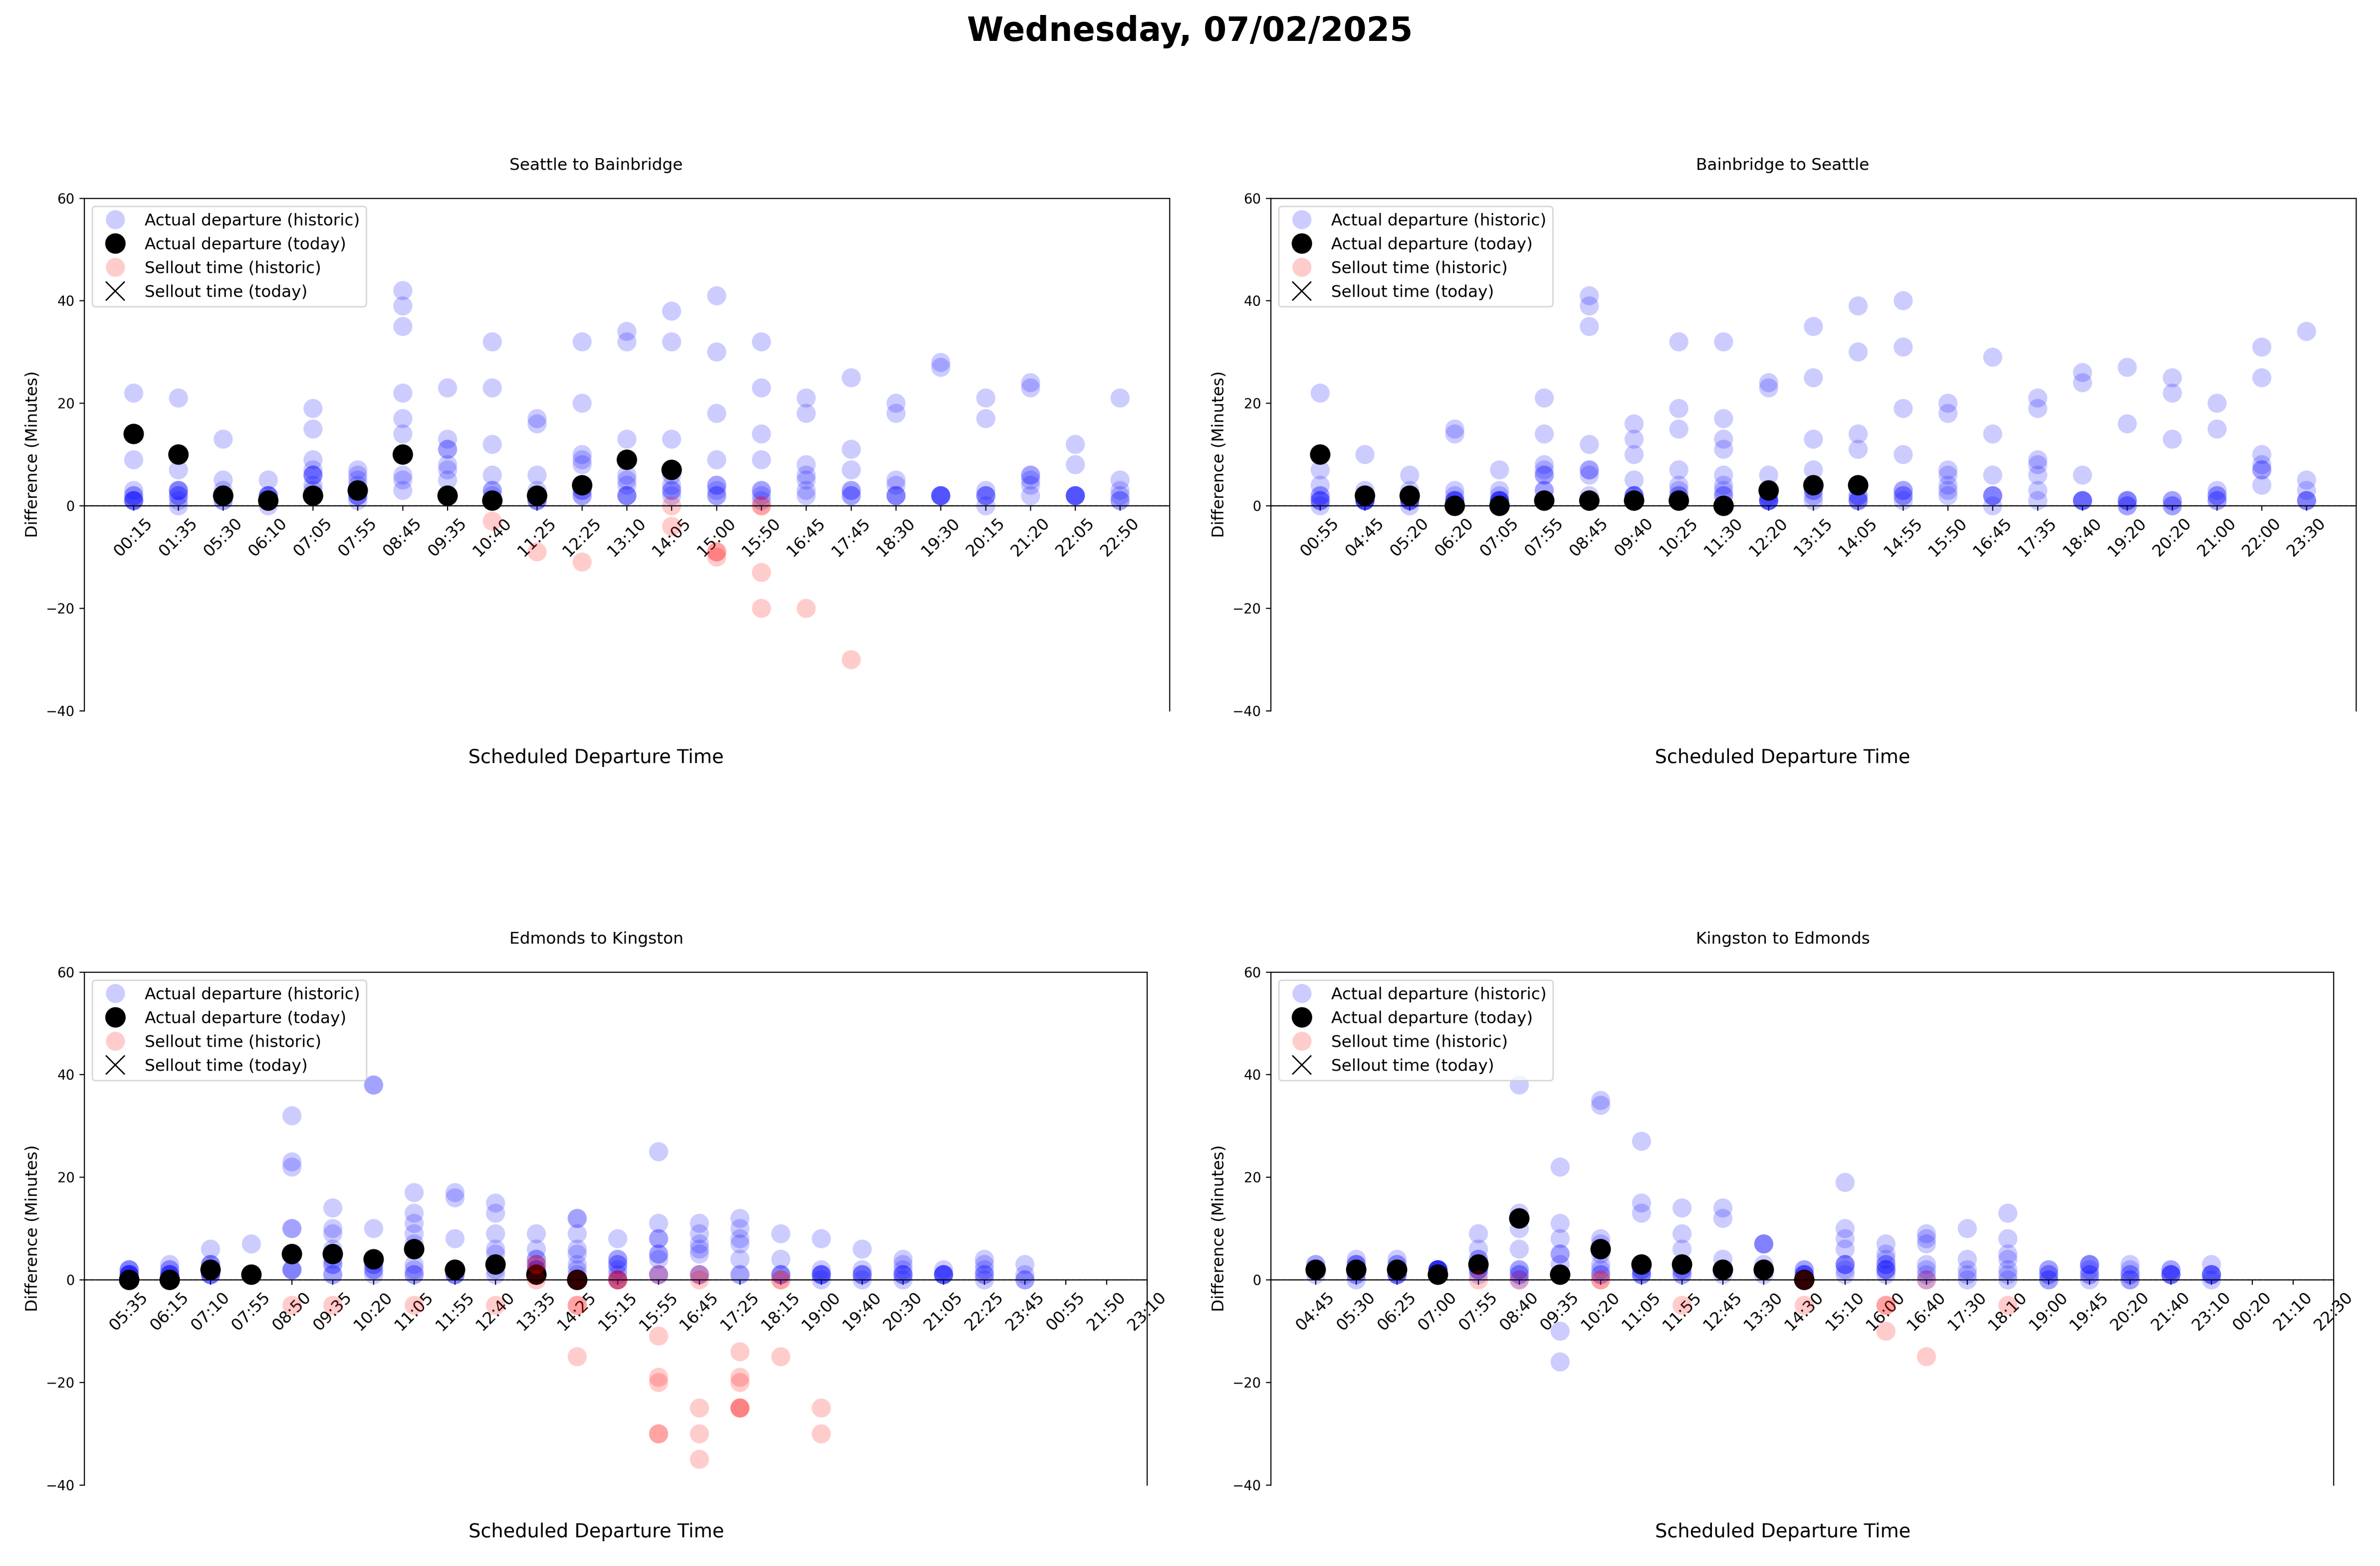 Wednesday, 07/02/2025
Seattle to Bainbridge
60
40
20
0
−20
−40
Difference (Minutes)
Actual departure (historic)
Actual departure (today)
Sellout time (historic)
Sellout time (today)
00:15 01:35 05:30 06:10 07:05 07:55 08:45 09:35 10:40 11:25 12:25 13:10 14:05 15:00 15:50 16:45 17:45 18:30 19:30 20:15 21:20 22:05 22:50
Scheduled Departure Time
Bainbridge to Seattle
60
40
20
0
−20
−40
Difference (Minutes)
Actual departure (historic)
Actual departure (today)
Sellout time (historic)
Sellout time (today)
00:55 04:45 05:20 06:20 07:05 07:55 08:45 09:40 10:25 11:30 12:20 13:15 14:05 14:55 15:50 16:45 17:35 18:40 19:20 20:20 21:00 22:00 23:30
Scheduled Departure Time
Edmonds to Kingston
60
40
20
0
−20
−40
Difference (Minutes)
Actual departure (historic)
Actual departure (today)
Sellout time (historic)
Sellout time (today)
05:35 06:15 07:10 07:55 08:50 09:35 10:20 11:05 11:55 12:40 13:35 14:25 15:15 15:55 16:45 17:25 18:15 19:00 19:40 20:30 21:05 22:25 23:45 00:55 21:50 23:10
Scheduled Departure Time
Kingston to Edmonds
60
40
20
0
−20
−40
Difference (Minutes)
Actual departure (historic)
Actual departure (today)
Sellout time (historic)
Sellout time (today)
04:45 05:30 06:25 07:00 07:55 08:40 09:35 10:20 11:05 11:55 12:45 13:30 14:30 15:10 16:00 16:40 17:30 18:10 19:00 19:45 20:20 21:40 23:10 00:20 21:10 22:30
Scheduled Departure Time